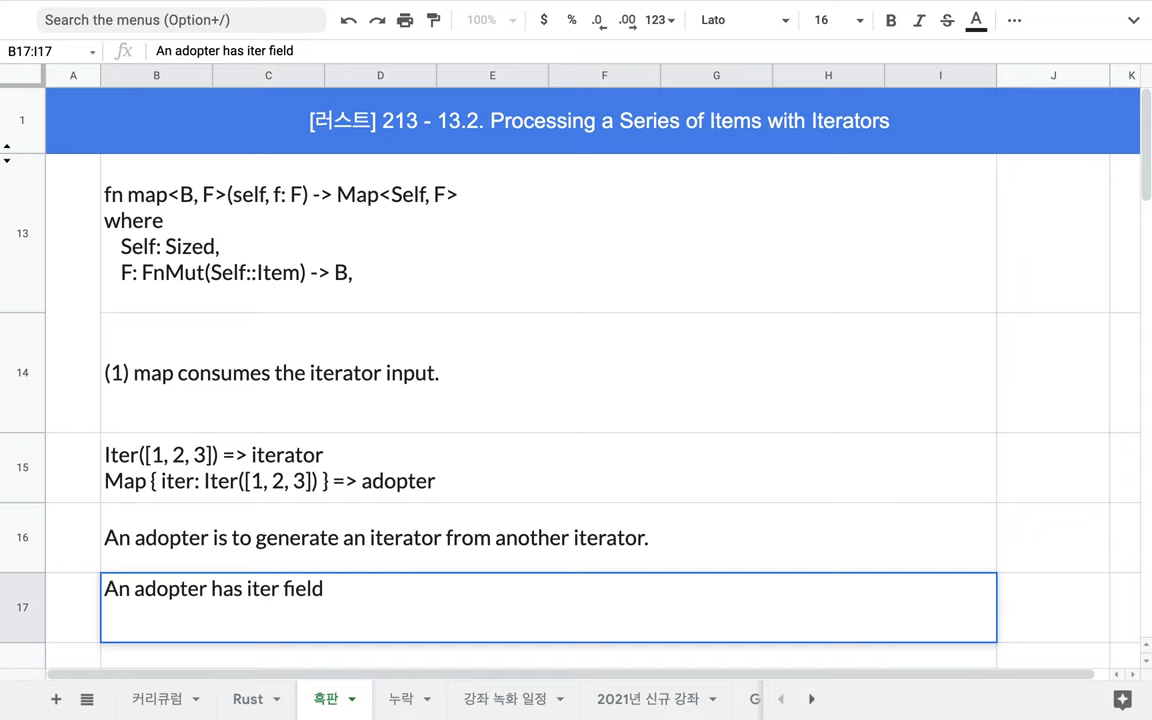 Search the menus (Option+/)
100%
$ % .0 .00 123
Lato
16
B I S A
B17:I17
fx
An adopter has iter field
A B C D E F G H I J K
1
[러스트] 213 - 13.2. Processing a Series of Items with Iterators
13
fn map<B, F>(self, f: F) -> Map<Self, F>
where
Self: Sized,
F: FnMut(Self::Item) -> B,
14
(1) map consumes the iterator input.
15
Iter([1, 2, 3]) => iterator
Map { iter: Iter([1, 2, 3]) } => adopter
16
An adopter is to generate an iterator from another iterator.
17
An adopter has iter field
커리큐럼
Rust
흑판
누락
강좌 녹화 일정
2021년 신규 강좌
G